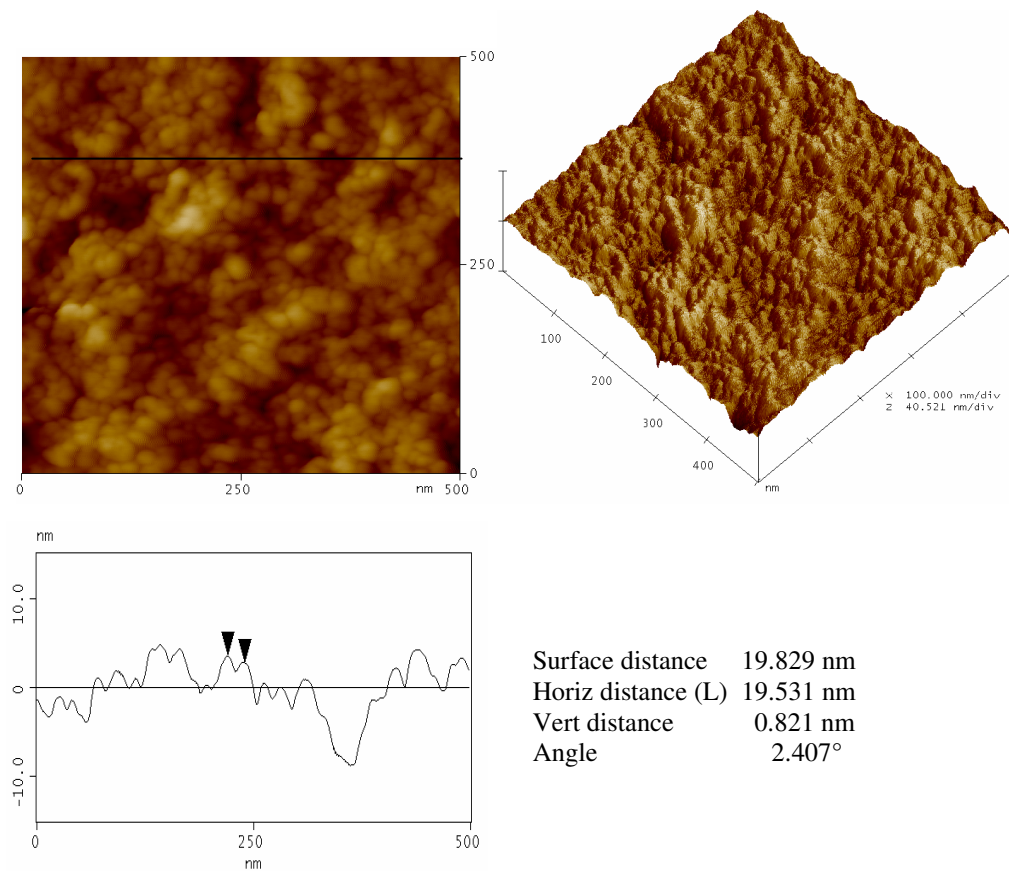 500
250
0
0
250
nm
500
100
200
300
400
nm
X 100.000 nm/div
Z 40.521 nm/div
nm
10.0
0
-10.0
0
250
500
nm
Surface distance 19.829 nm
Horiz distance (L) 19.531 nm
Vert distance 0.821 nm
Angle 2.407°